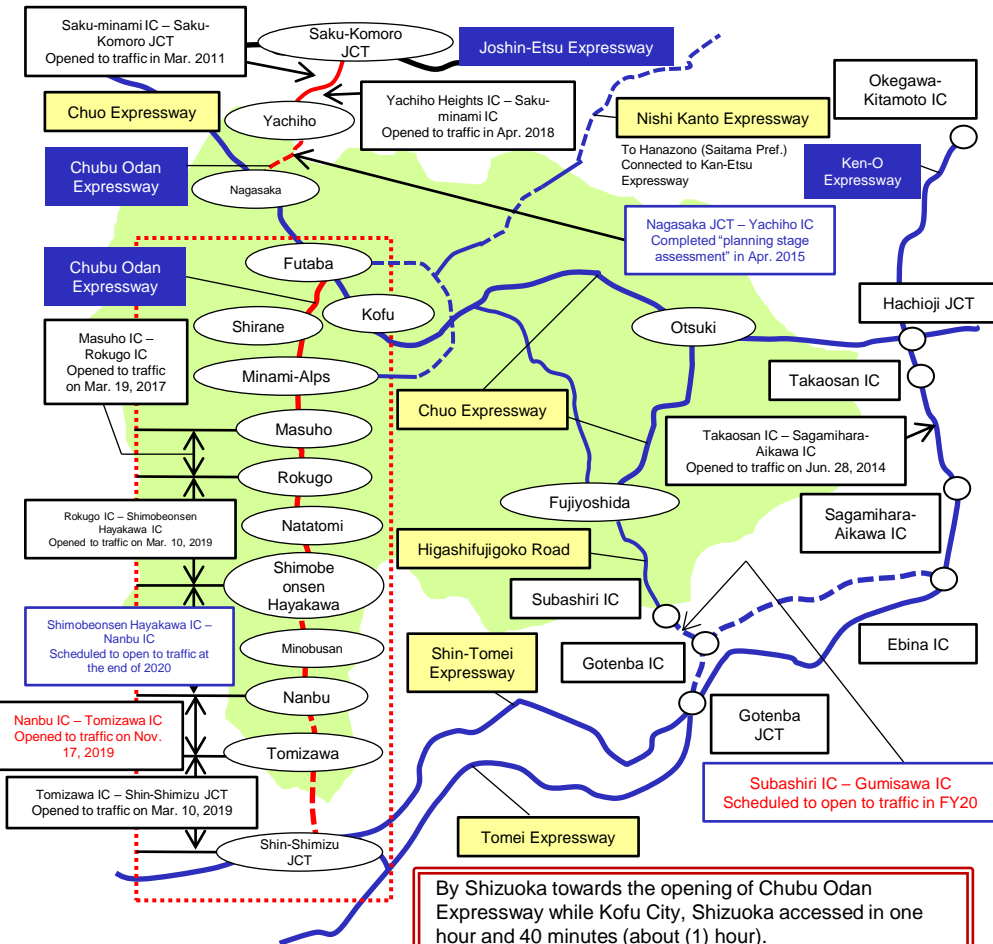 Saku-minami IC – Saku-
Komoro JCT
Opened to traffic in Mar. 2011
Saku-Komoro
JCT
Joshin-Etsu Expressway
Okegawa-
Kitamoto IC
Chuo Expressway
Yachiho
Yachiho Heights IC – Saku-
minami IC
Opened to traffic in Apr. 2018
Nishi Kanto Expressway
To Hanazono (Saitama Pref.)
Connected to Kan-Etsu
Expressway
Ken-O
Expressway
Chubu Odan
Expressway
Nagasaka
Nagasaka JCT – Yachiho IC
Completed “planning stage
assessment” in Apr. 2015
Chubu Odan
Expressway
Futaba
Kofu
Shirane
Otsuki
Hachioji JCT
Masuho IC –
Rokugo IC
Opened to traffic
on Mar. 19, 2017
Minami-Alps
Takaosan IC
Chuo Expressway
Masuho
Takaosan IC – Sagamihara-
Aikawa IC
Opened to traffic on Jun. 28, 2014
Rokugo
Fujiyoshida
Sagamihara-
Aikawa IC
Rokugo IC – Shimobeonsen
Hayakawa IC
Opened to traffic on Mar. 10, 2019
Natatomi
Higashifujigoko Road
Shimobe
onsen
Hayakawa
Subashiri IC
Shimobeonsen Hayakawa IC –
Nanbu IC
Scheduled to open to traffic at
the end of 2020
Minobusan
Shin-Tomei
Expressway
Gotenba IC
Ebina IC
Nanbu
Nanbu IC – Tomizawa IC
Opened to traffic on Nov.
17, 2019
Gotenba
JCT
Tomizawa
Tomizawa IC – Shin-Shimizu JCT
Opened to traffic on Mar. 10, 2019
Subashiri IC – Gumisawa IC
Scheduled to open to traffic in FY20
Shin-Shimizu
JCT
Tomei Expressway
By Shizuoka towards the opening of Chubu Odan
Expressway while Kofu City, Shizuoka accessed in one
hour and 40 minutes (about (1) hour).